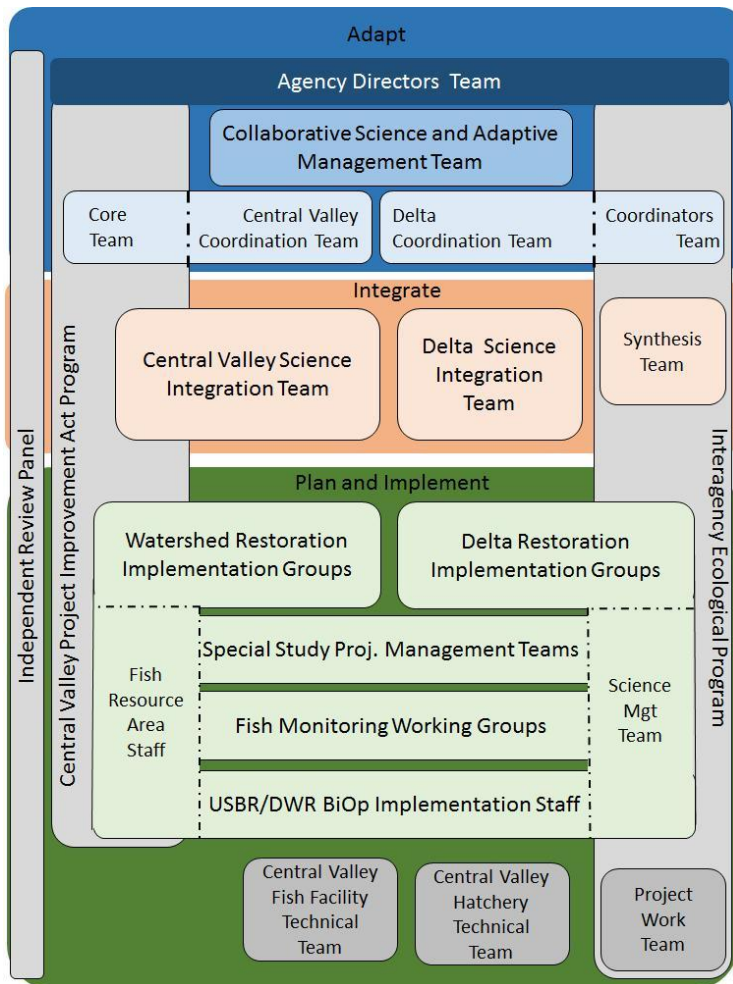 Adapt
Agency Directors Team
Collaborative Science and Adaptive
Management Team
Core
Team
Central Valley
Coordination Team
Delta
Coordination Team
Coordinators
Team
Integrate
Central Valley Science
Integration Team
Delta Science
Integration
Team
Synthesis
Team
Independent Review Panel
Central Valley Project Improvement Act Program
Interagency Ecological Program
Plan and Implement
Watershed Restoration
Implementation Groups
Delta Restoration
Implementation Groups
Fish
Resource
Area
Staff
Special Study Proj. Management Teams
Fish Monitoring Working Groups
USBR/DWR BiOp Implementation Staff
Science
Mgt
Team
Central Valley
Fish Facility
Technical
Team
Central Valley
Hatchery
Technical
Team
Project
Work
Team